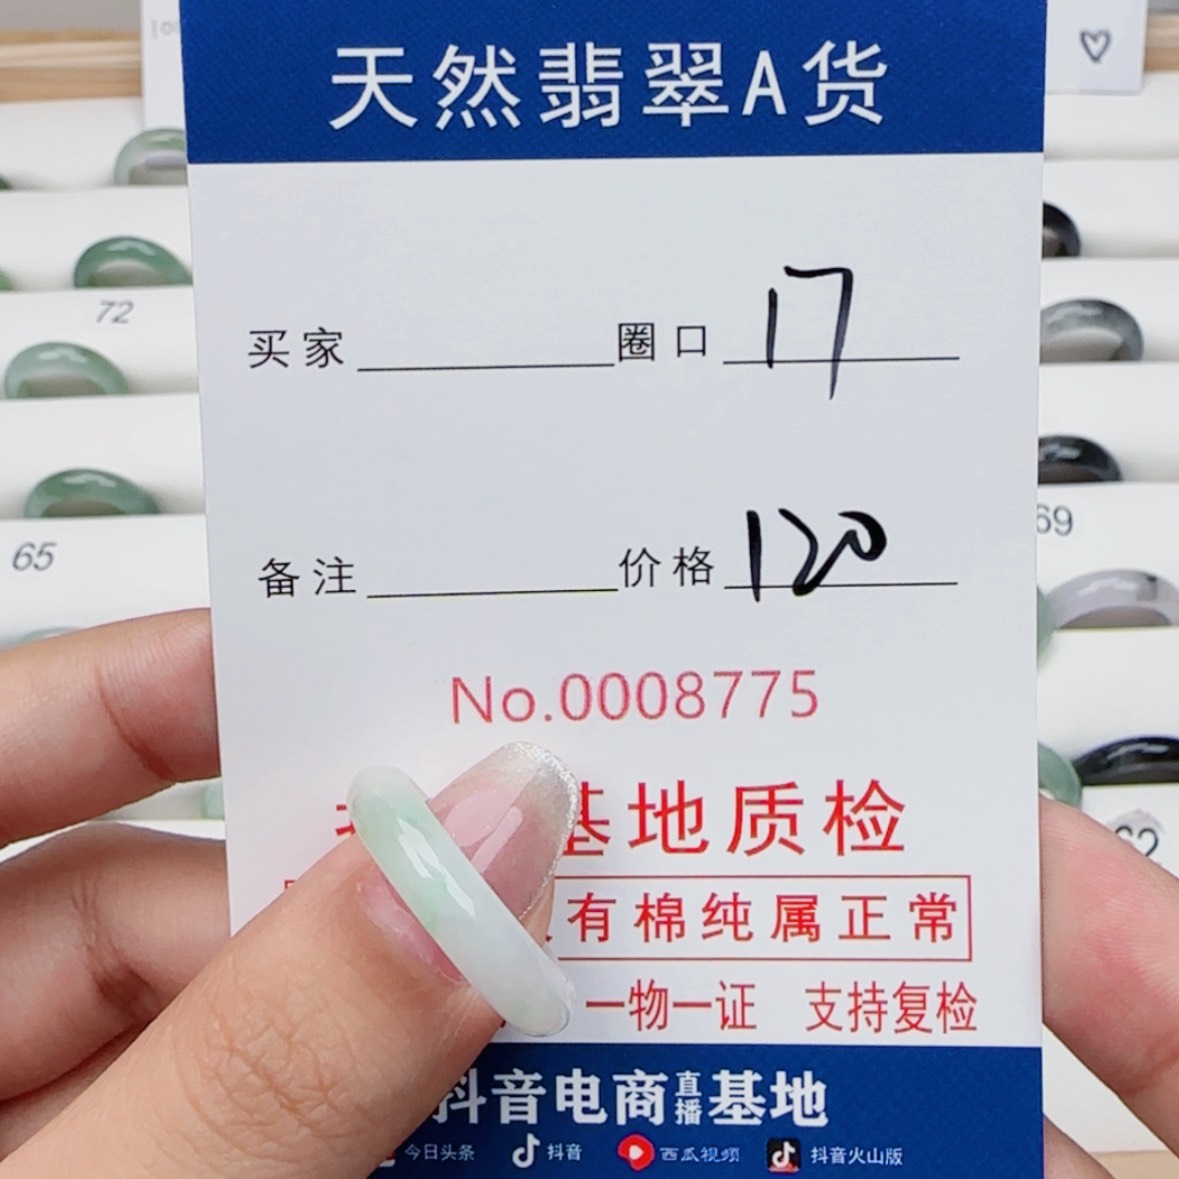 天然翡翠A货
买家 圈口 17
72
备注 价格 120
65
69
No.0008775
基地质检
有棉纯属正常
62
一物一证 支持复检
抖音电商直播基地
今日头条 抖音 西瓜视频 抖音火山版